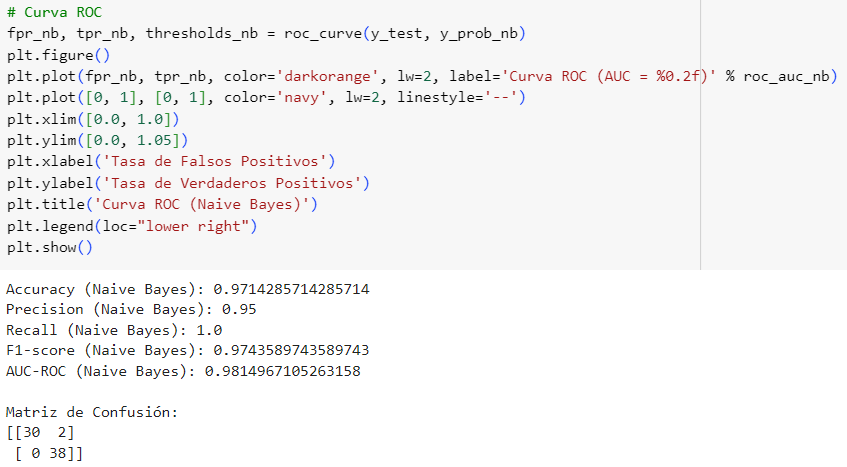 # Curva ROC
fpr_nb, tpr_nb, thresholds_nb = roc_curve(y_test, y_prob_nb)
plt.figure()
plt.plot(fpr_nb, tpr_nb, color='darkorange', lw=2, label='Curva ROC (AUC = %0.2f)' % roc_auc_nb)
plt.plot([0, 1], [0, 1], color='navy', lw=2, linestyle='--')
plt.xlim([0.0, 1.0])
plt.ylim([0.0, 1.05])
plt.xlabel('Tasa de Falsos Positivos')
plt.ylabel('Tasa de Verdaderos Positivos')
plt.title('Curva ROC (Naive Bayes)')
plt.legend(loc="lower right")
plt.show()
Accuracy (Naive Bayes): 0.9714285714285714
Precision (Naive Bayes): 0.95
Recall (Naive Bayes): 1.0
F1-score (Naive Bayes): 0.9743589743589743
AUC-ROC (Naive Bayes): 0.9814967105263158
Matriz de Confusión:
[[30  2]
 [ 0 38]]